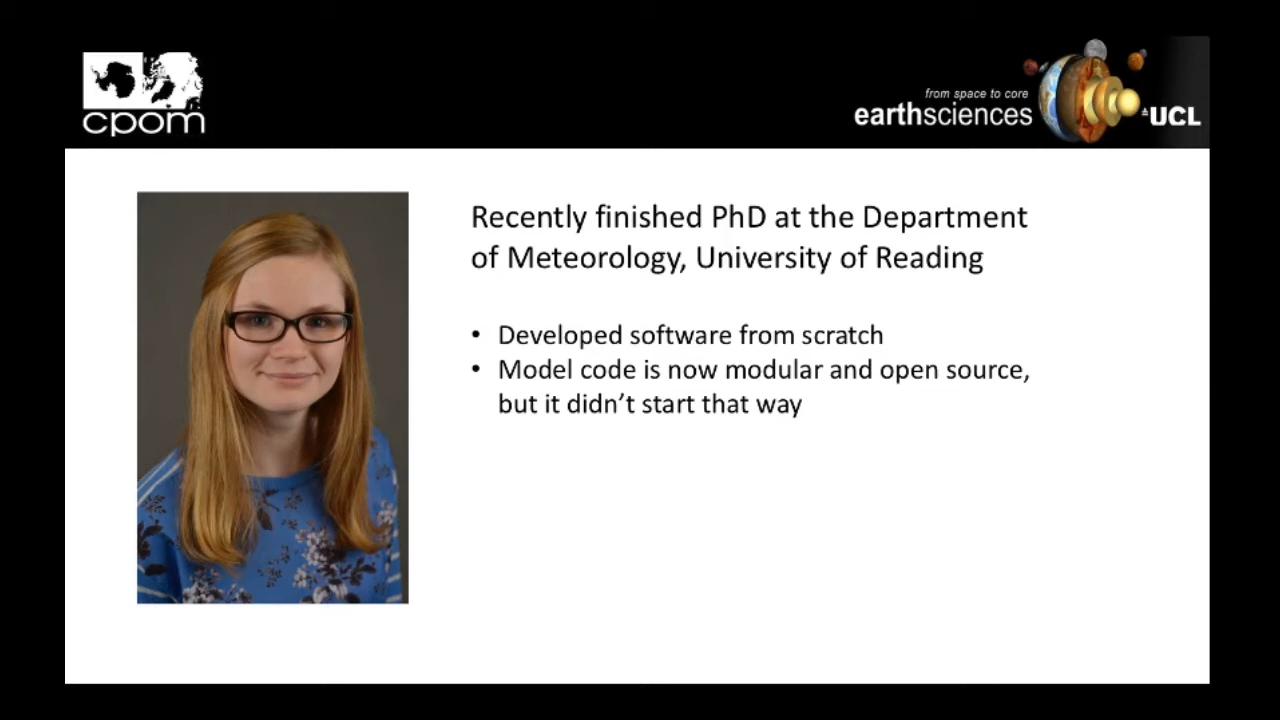 cpom
from space to core
earthsciences
UCL
Recently finished PhD at the Department
of Meteorology, University of Reading
• Developed software from scratch
• Model code is now modular and open source,
but it didn't start that way